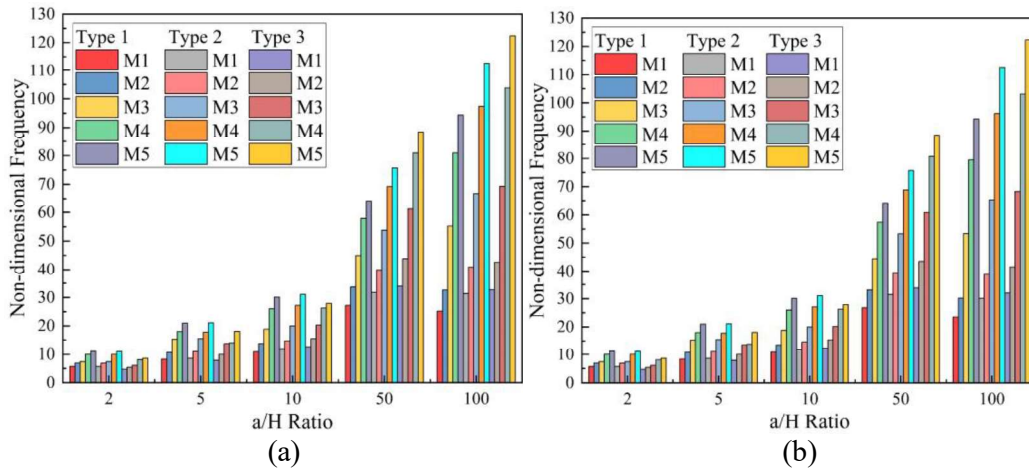 130
120
110
100
90
80
70
60
50
40
30
20
10
0
Non-dimensional Frequency
Type 1 Type 2 Type 3
M1 M1 M1
M2 M2 M2
M3 M3 M3
M4 M4 M4
M5 M5 M5
2 5 10 50 100
a/H Ratio
(a)
130
120
110
100
90
80
70
60
50
40
30
20
10
0
Non-dimensional Frequency
Type 1 Type 2 Type 3
M1 M1 M1
M2 M2 M2
M3 M3 M3
M4 M4 M4
M5 M5 M5
2 5 10 50 100
a/H Ratio
(b)